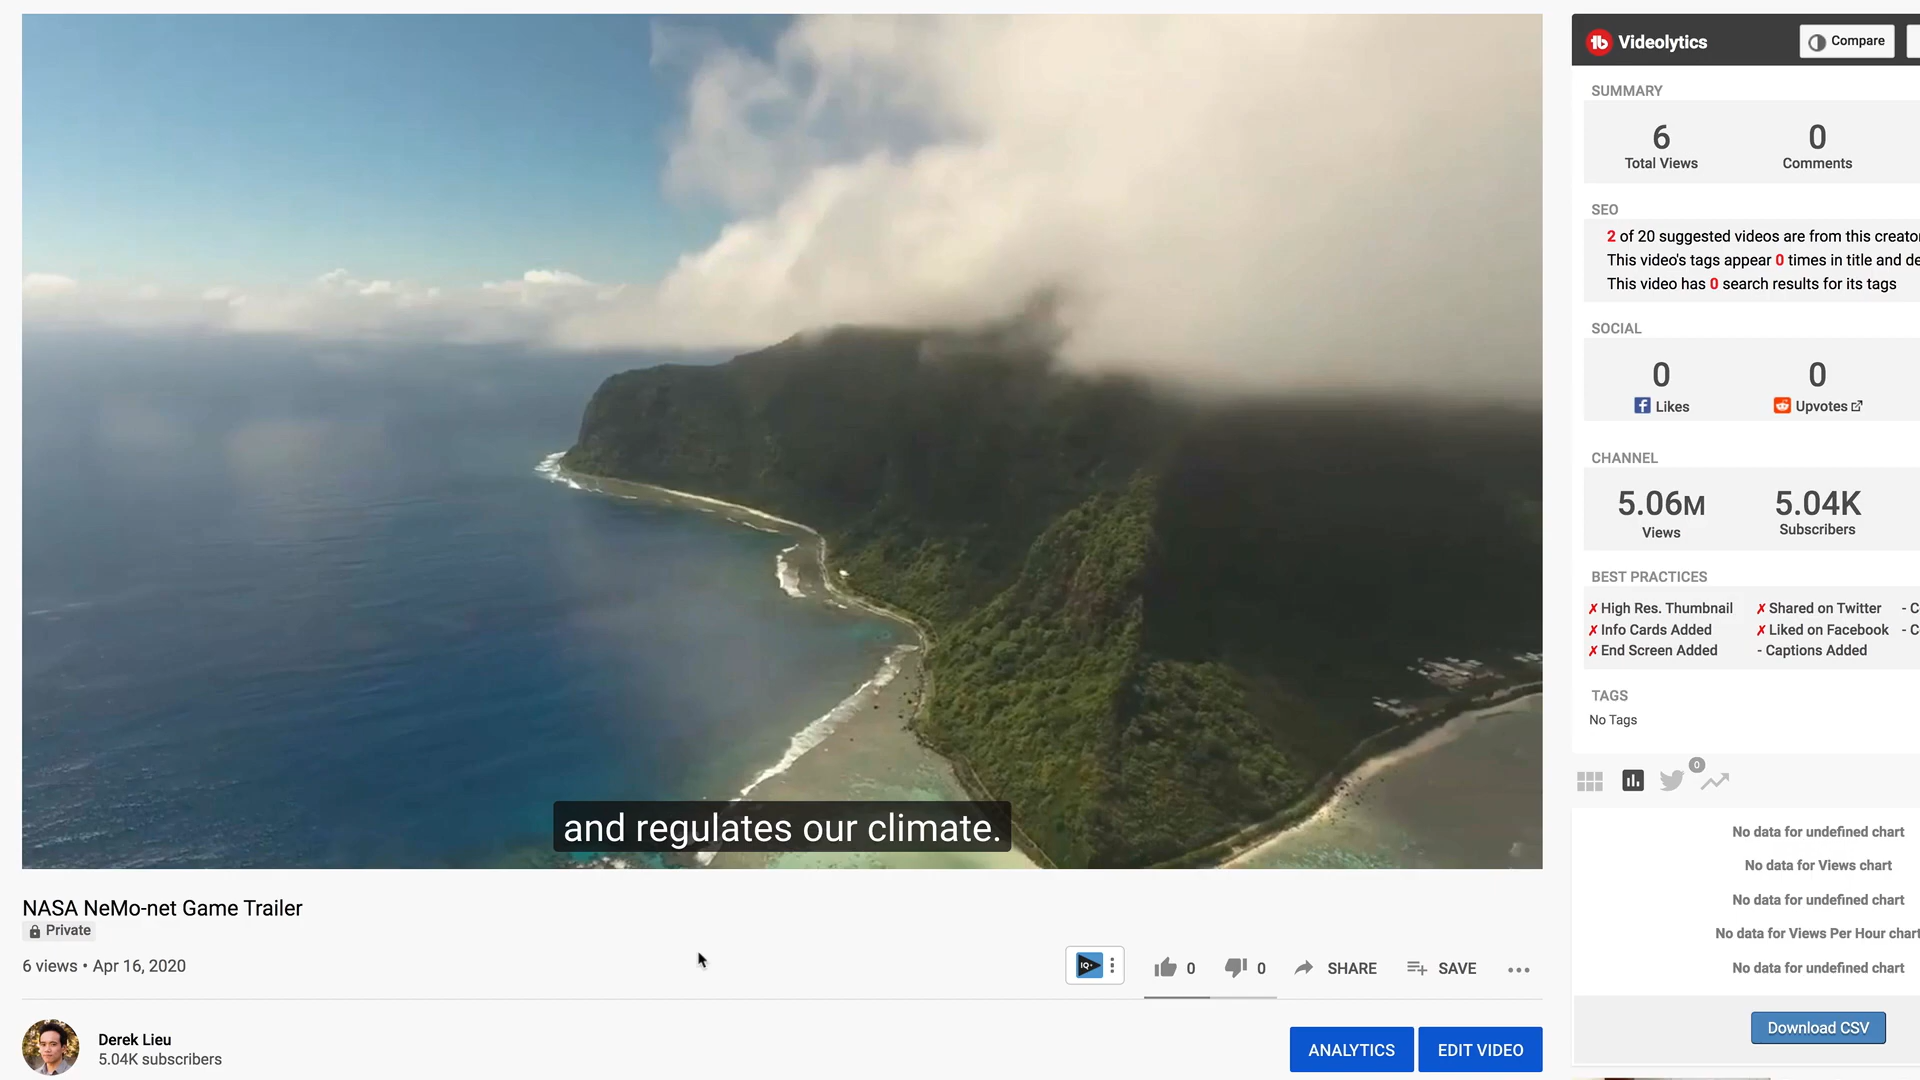 and regulates our climate.
NASA NeMo-net Game Trailer
Private
6 views • Apr 16, 2020
IQ
0
0
SHARE
SAVE
Derek Lieu
5.04K subscribers
ANALYTICS
EDIT VIDEO
tb Videolytics
Compare
SUMMARY
6 0
Total Views Comments
SEO
2 of 20 suggested videos are from this creato
This video's tags appear 0 times in title and de
This video has 0 search results for its tags
SOCIAL
0 0
Likes Upvotes
CHANNEL
5.06M 5.04K
Views Subscribers
BEST PRACTICES
✗ High Res. Thumbnail ✗ Shared on Twitter - C
✗ Info Cards Added ✗ Liked on Facebook - C
✗ End Screen Added - Captions Added
TAGS
No Tags
0
No data for undefined chart
No data for Views chart
No data for undefined chart
No data for Views Per Hour chart
No data for undefined chart
Download CSV